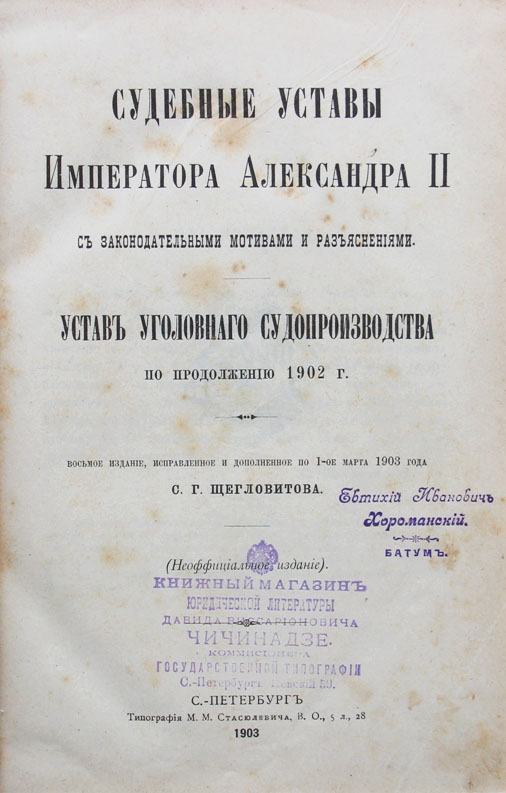 СУДЕБНЫЕ УСТАВЫ
ИМПЕРАТОРА АЛЕКСАНДРА II
СЪ ЗАКОНОДАТЕЛЬНЫМИ МОТИВАМИ И РАЗЪЯСНЕНІЯМИ.
УСТАВЪ УГОЛОВНАГО СУДОПРОИЗВОДСТВА
ПО ПРОДОЛЖЕНІЮ 1902 Г.
ВОСЬМОЕ ИЗДАНІЕ, ИСПРАВЛЕННОЕ И ДОПОЛНЕННОЕ ПО 1-ОЕ МАРТА 1903 ГОДА
С. Г. ЩЕГЛОВИТОВА.
Евтихій Ивановичъ
Хороманскій.
БАТУМЪ.
(Неоффиціальное изданіе).
КНИЖНЫЙ МАГАЗИНЪ
ЮРИДИЧЕСКОЙ ЛИТЕРАТУРЫ
ДАВИДА ВИССАРІОНОВИЧА
ЧИЧИНАДЗЕ.
КОММИСІОНЕРА
ГОСУДАРСТВЕННОЙ ТИПОГРАФІИ
С.-Петербургъ, Невскій
С.-ПЕТЕРБУРГЪ
Типографія М. М. Стасюлевича, В. О., 5 л., 28
1903